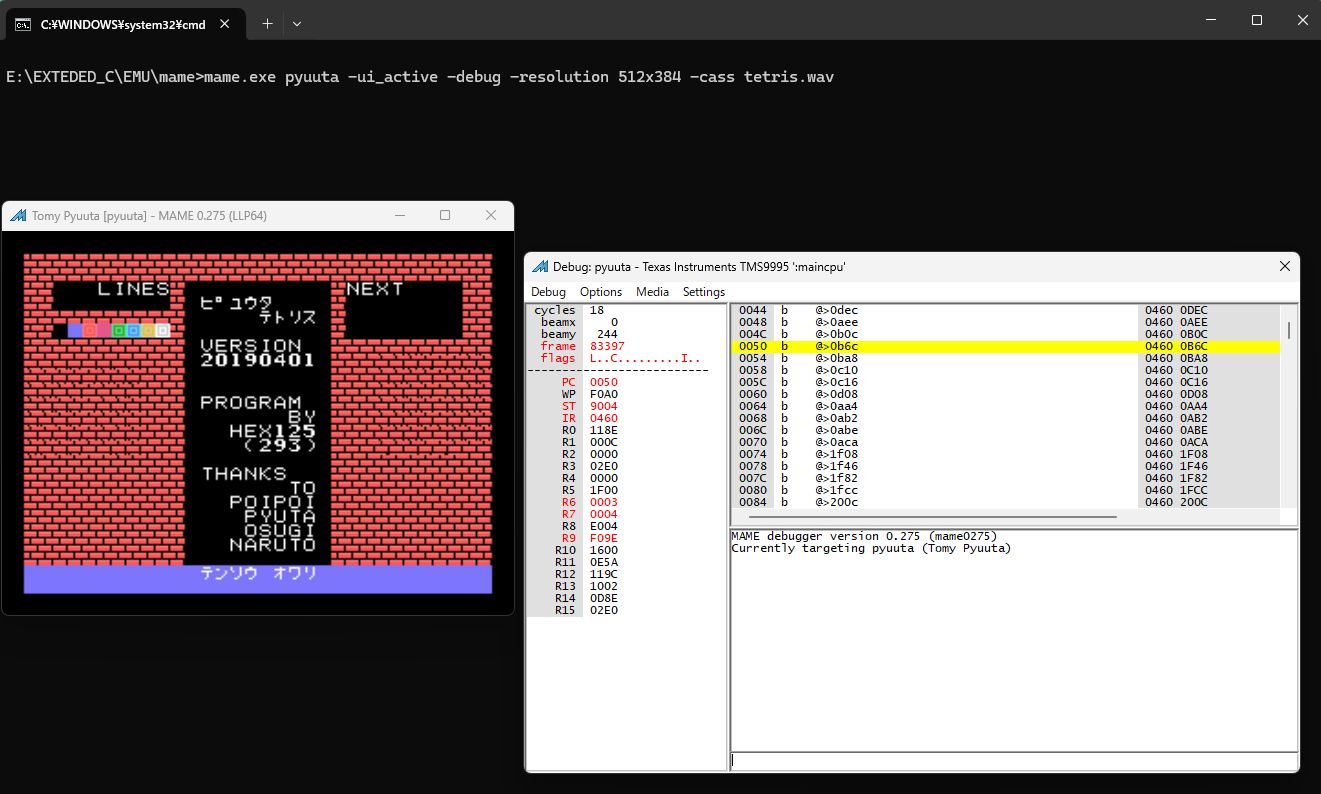 C:¥WINDOWS¥system32¥cmd
E:\EXTEDED_C\EMU\mame>mame.exe pyuuta -ui_active -debug -resolution 512x384 -cass tetris.wav
Tomy Pyuuta [pyuuta] - MAME 0.275 (LLP64)
LINES
NEXT
ピュウタ
テトリス
VERSION
20190401
PROGRAM
BY
HEX125
(293)
THANKS
TO
POIPOI
PYUTA
OSUGI
NARUTO
テンソウ オワリ
Debug: pyuuta - Texas Instruments TMS9995 ':maincpu'
Debug Options Media Settings
cycles 18
beamx 0
beamy 244
frame 83397
flags L..C.........I..
PC 0050
WP F0A0
ST 9004
IR 0460
R0 118E
R1 000C
R2 0000
R3 02E0
R4 0000
R5 1F00
R6 0003
R7 0004
R8 E004
R9 F09E
R10 1600
R11 0E5A
R12 119C
R13 1002
R14 0D8E
R15 02E0
0044 b @>0dec 0460 0DEC
0048 b @>0aee 0460 0AEE
004C b @>0b0c 0460 0B0C
0050 b @>0b6c 0460 0B6C
0054 b @>0ba8 0460 0BA8
0058 b @>0c10 0460 0C10
005C b @>0c16 0460 0C16
0060 b @>0d08 0460 0D08
0064 b @>0aa4 0460 0AA4
0068 b @>0ab2 0460 0AB2
006C b @>0abe 0460 0ABE
0070 b @>0aca 0460 0ACA
0074 b @>1f08 0460 1F08
0078 b @>1f46 0460 1F46
007C b @>1f82 0460 1F82
0080 b @>1fcc 0460 1FCC
0084 b @>200c 0460 200C
MAME debugger version 0.275 (mame0275)
Currently targeting pyuuta (Tomy Pyuuta)